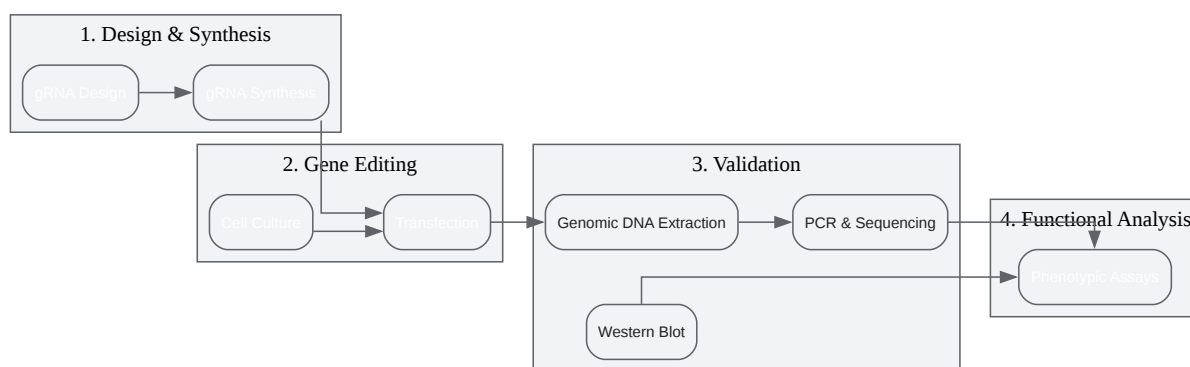 1. Design & Synthesis
gRNA Design
gRNA Synthesis
2. Gene Editing
Cell Culture
Transfection
3. Validation
Genomic DNA Extraction
PCR & Sequencing
Western Blot
4. Functional Analysis
Phenotypic Assays